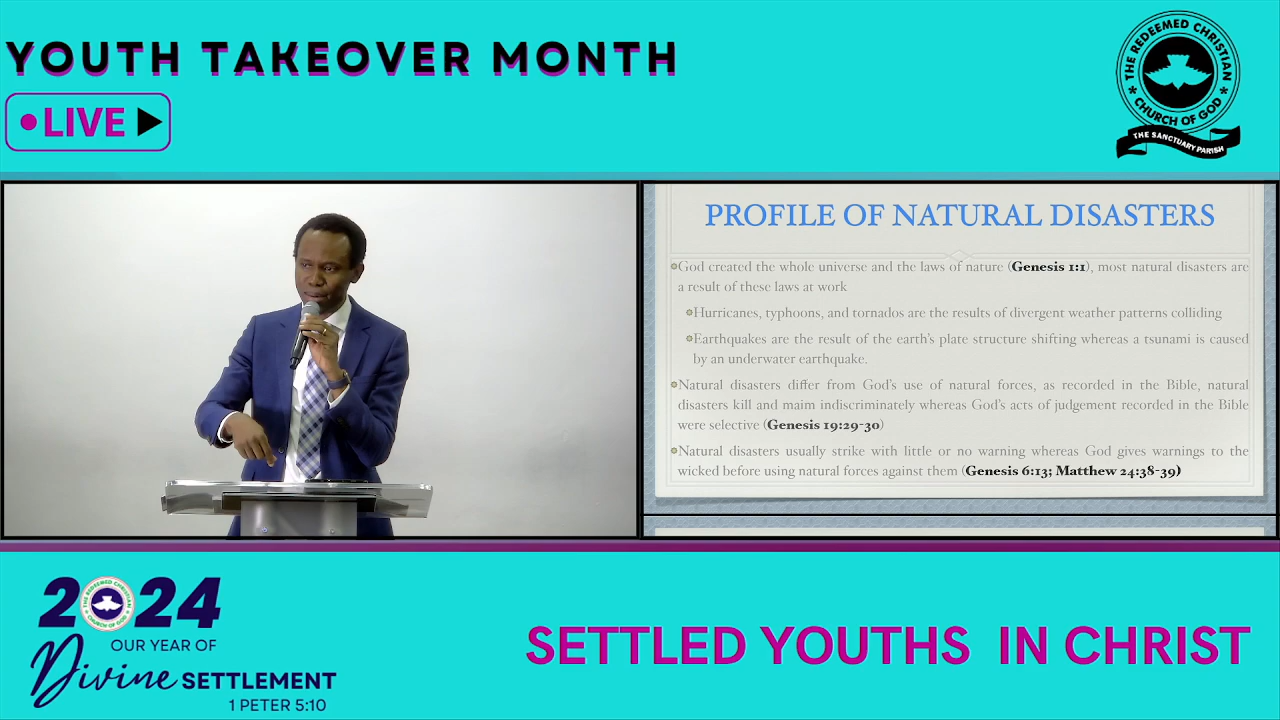 YOUTH TAKEOVER MONTH
LIVE
THE REDEEMED CHRISTIAN
CHURCH OF GOD
THE SANCTUARY PARISH
PROFILE OF NATURAL DISASTERS
God created the whole universe and the laws of nature (Genesis 1:1), most natural disasters are
a result of these laws at work
Hurricanes, typhoons, and tornados are the results of divergent weather patterns colliding
Earthquakes are the result of the earth's plate structure shifting whereas a tsunami is caused
by an underwater earthquake.
Natural disasters differ from God's use of natural forces, as recorded in the Bible, natural
disasters kill and maim indiscriminately whereas God's acts of judgement recorded in the Bible
were selective (Genesis 19:29-30)
Natural disasters usually strike with little or no warning whereas God gives warnings to the
wicked before using natural forces against them (Genesis 6:13; Matthew 24:38-39)
2024
THE REDEEMED CHRISTIAN
CHURCH OF GOD
OUR YEAR OF
Divine SETTLEMENT
1 PETER 5:10
SETTLED YOUTHS IN CHRIST